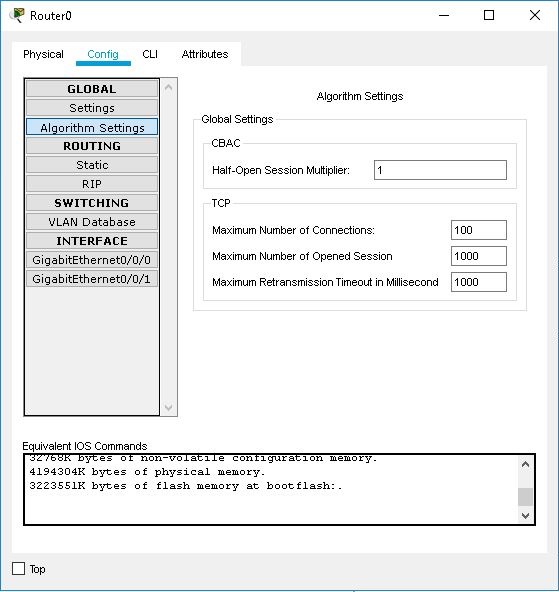 Router0
Physical Config CLI Attributes
GLOBAL
Settings
Algorithm Settings
ROUTING
Static
RIP
SWITCHING
VLAN Database
INTERFACE
GigabitEthernet0/0/0
GigabitEthernet0/0/1
Algorithm Settings
Global Settings
CBAC
Half-Open Session Multiplier: 1
TCP
Maximum Number of Connections: 100
Maximum Number of Opened Session 1000
Maximum Retransmission Timeout in Millisecond 1000
Equivalent IOS Commands
32768K bytes of non-volatile configuration memory.
4194304K bytes of physical memory.
3223551K bytes of flash memory at bootflash:.
Top